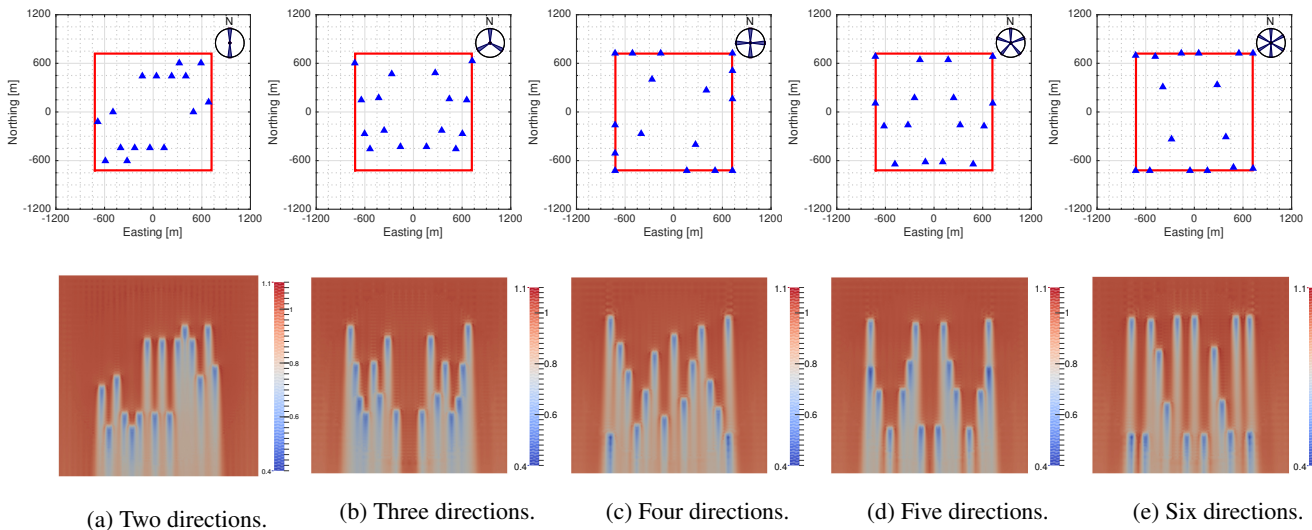 N N N N N
1200 1200 1200 1200 1200
600 600 600 600 600
0 0 0 0 0
-600 -600 -600 -600 -600
-1200 -1200 -1200 -1200 -1200
Northing [m] Northing [m] Northing [m] Northing [m] Northing [m]
-1200 -600 0 600 1200 -1200 -600 0 600 1200 -1200 -600 0 600 1200 -1200 -600 0 600 1200 -1200 -600 0 600 1200
Easting [m] Easting [m] Easting [m] Easting [m] Easting [m]
1.1 1.1 1.1 1.1 1.1
1 1 1 1 1
0.8 0.8 0.8 0.8 0.8
0.6 0.6 0.6 0.6 0.6
0.4 0.4 0.4 0.4 0.4
(a) Two directions. (b) Three directions. (c) Four directions. (d) Five directions. (e) Six directions.